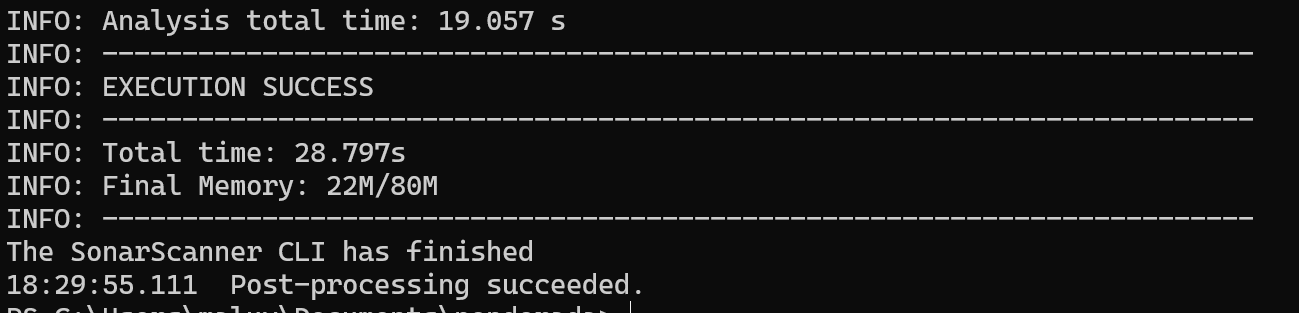 INFO: Analysis total time: 19.057 s
INFO: ------------------------------------------------------------------------
INFO: EXECUTION SUCCESS
INFO: ------------------------------------------------------------------------
INFO: Total time: 28.797s
INFO: Final Memory: 22M/80M
INFO: ------------------------------------------------------------------------
The SonarScanner CLI has finished
18:29:55.111  Post-processing succeeded.